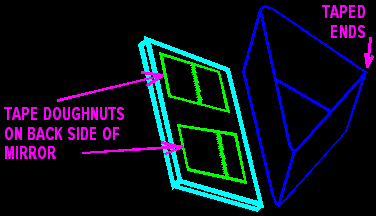 TAPED
ENDS
TAPE DOUGHNUTS
ON BACK SIDE OF
MIRROR